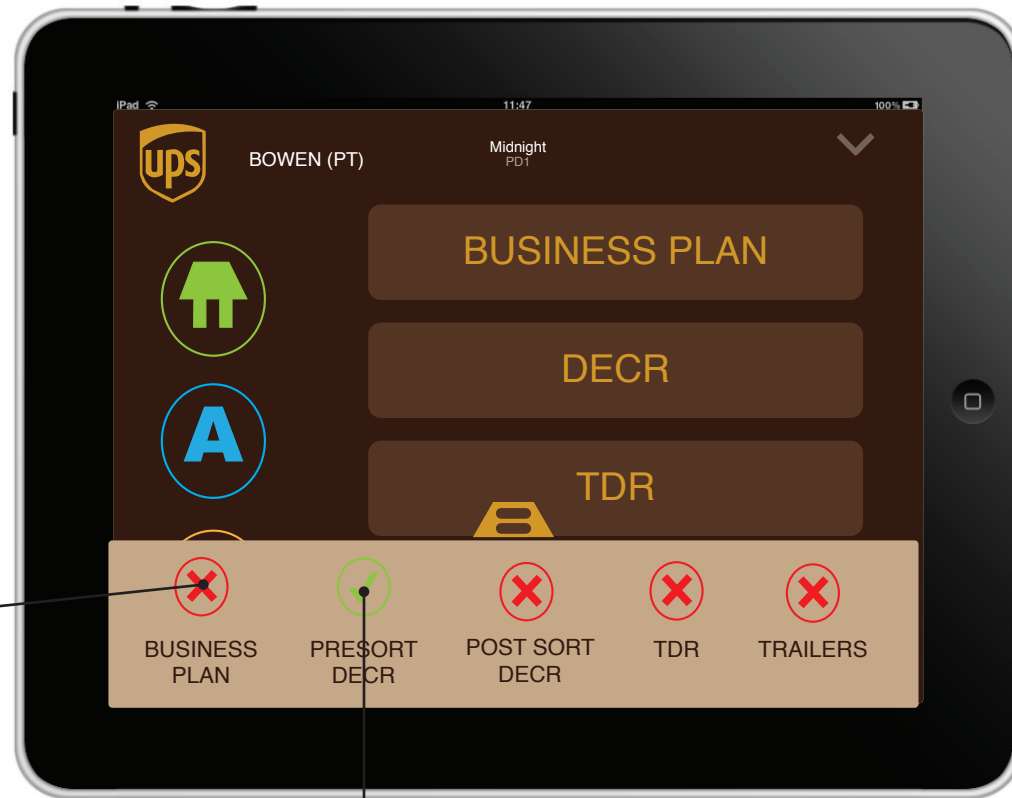 iPad 11:47 100%
ups BOWEN (PT) Midnight
PD1
BUSINESS PLAN
DECR
A
TDR
BUSINESS PLAN
PRESORT DECR
POST SORT DECR
TDR
TRAILERS